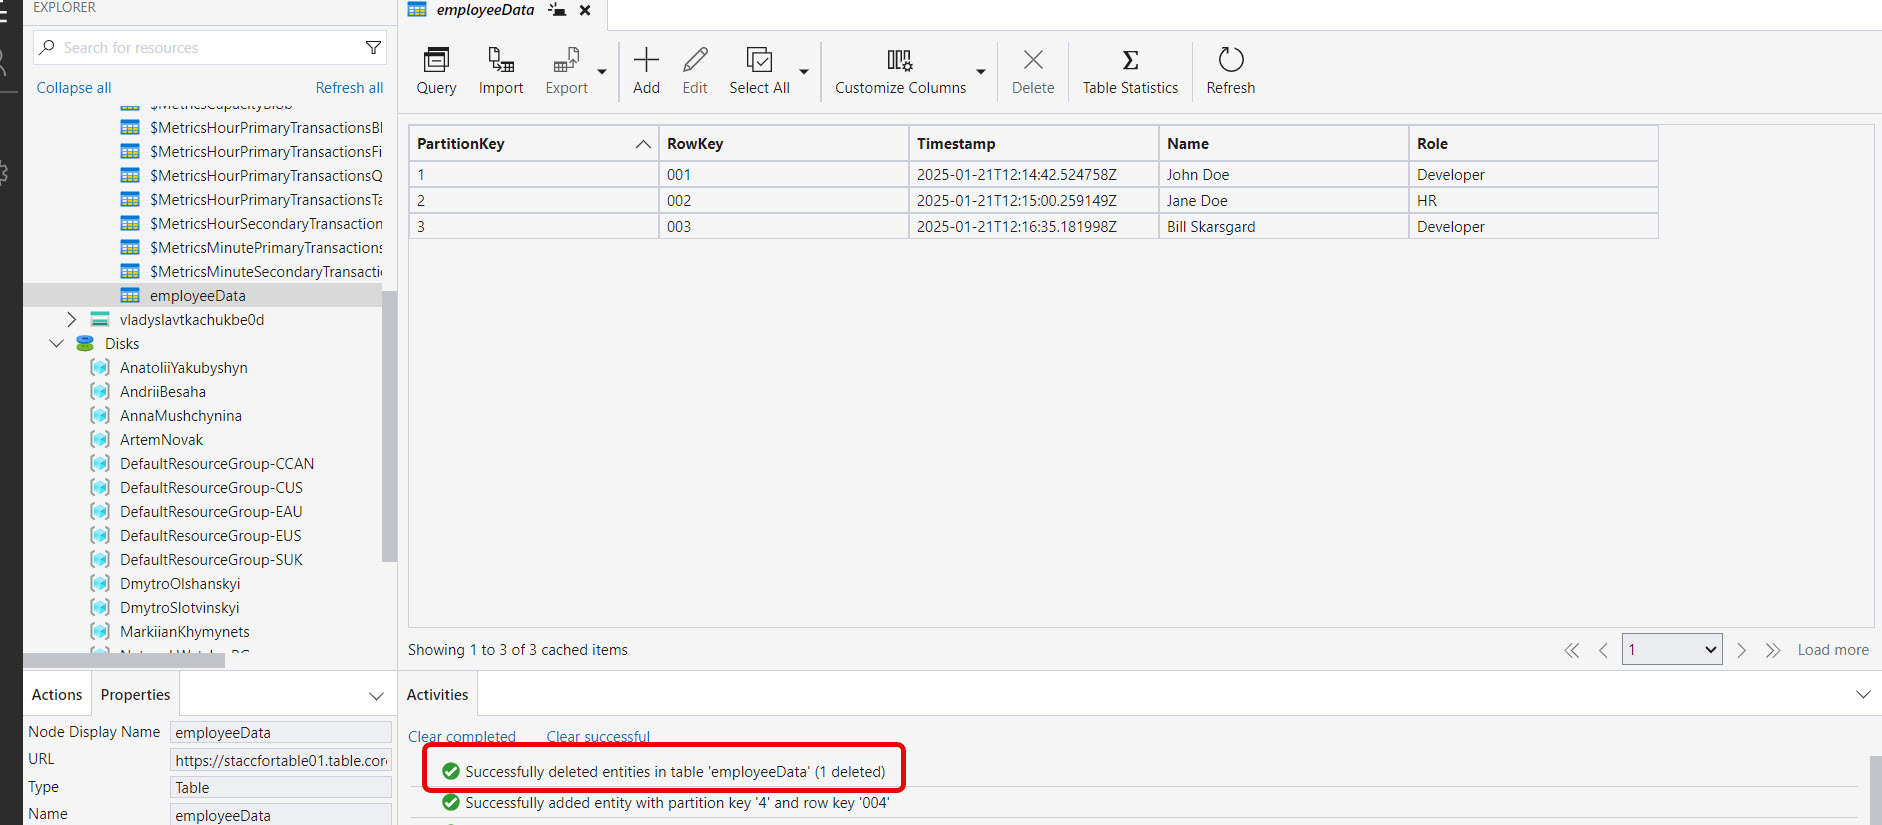 EXPLORER
Search for resources
Collapse all
Refresh all
$MetricsCapacityBlob
$MetricsHourPrimaryTransactionsBl
$MetricsHourPrimaryTransactionsFi
$MetricsHourPrimaryTransactionsQ
$MetricsHourPrimaryTransactionsTa
$MetricsHourSecondaryTransaction
$MetricsMinutePrimaryTransactions
$MetricsMinuteSecondaryTransacti
employeeData
vladyslavtkachukbe0d
Disks
AnatoliiYakubyshyn
AndriiBesaha
AnnaMushchynina
ArtemNovak
DefaultResourceGroup-CCAN
DefaultResourceGroup-CUS
DefaultResourceGroup-EAU
DefaultResourceGroup-EUS
DefaultResourceGroup-SUK
DmytroOlshanskyi
DmytroSlotvinskyi
MarkiianKhymynets
Actions Properties
Node Display Name employeeData
URL https://staccfortable01.table.core
Type Table
Name employeeData
employeeData
Query Import Export Add Edit Select All Customize Columns Delete Table Statistics Refresh
PartitionKey RowKey Timestamp Name Role
1 001 2025-01-21T12:14:42.524758Z John Doe Developer
2 002 2025-01-21T12:15:00.259149Z Jane Doe HR
3 003 2025-01-21T12:16:35.181998Z Bill Skarsgard Developer
Showing 1 to 3 of 3 cached items
1
Load more
Activities
Clear completed Clear successful
Successfully deleted entities in table 'employeeData' (1 deleted)
Successfully added entity with partition key '4' and row key '004'